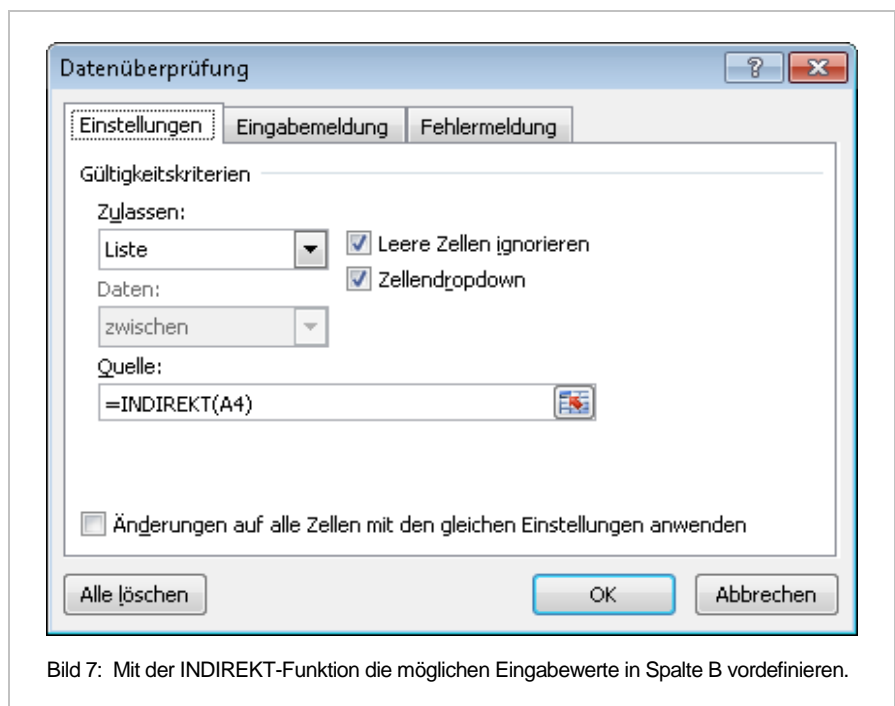 Datenüberprüfung
Einstellungen Eingabemeldung Fehlermeldung
Gültigkeitskriterien
Zulassen:
Liste
Leere Zellen ignorieren
Daten:
Zellendropdown
zwischen
Quelle:
=INDIREKT(A4)
Änderungen auf alle Zellen mit den gleichen Einstellungen anwenden
Alle löschen OK Abbrechen
Bild 7: Mit der INDIREKT-Funktion die möglichen Eingabewerte in Spalte B vordefinieren.